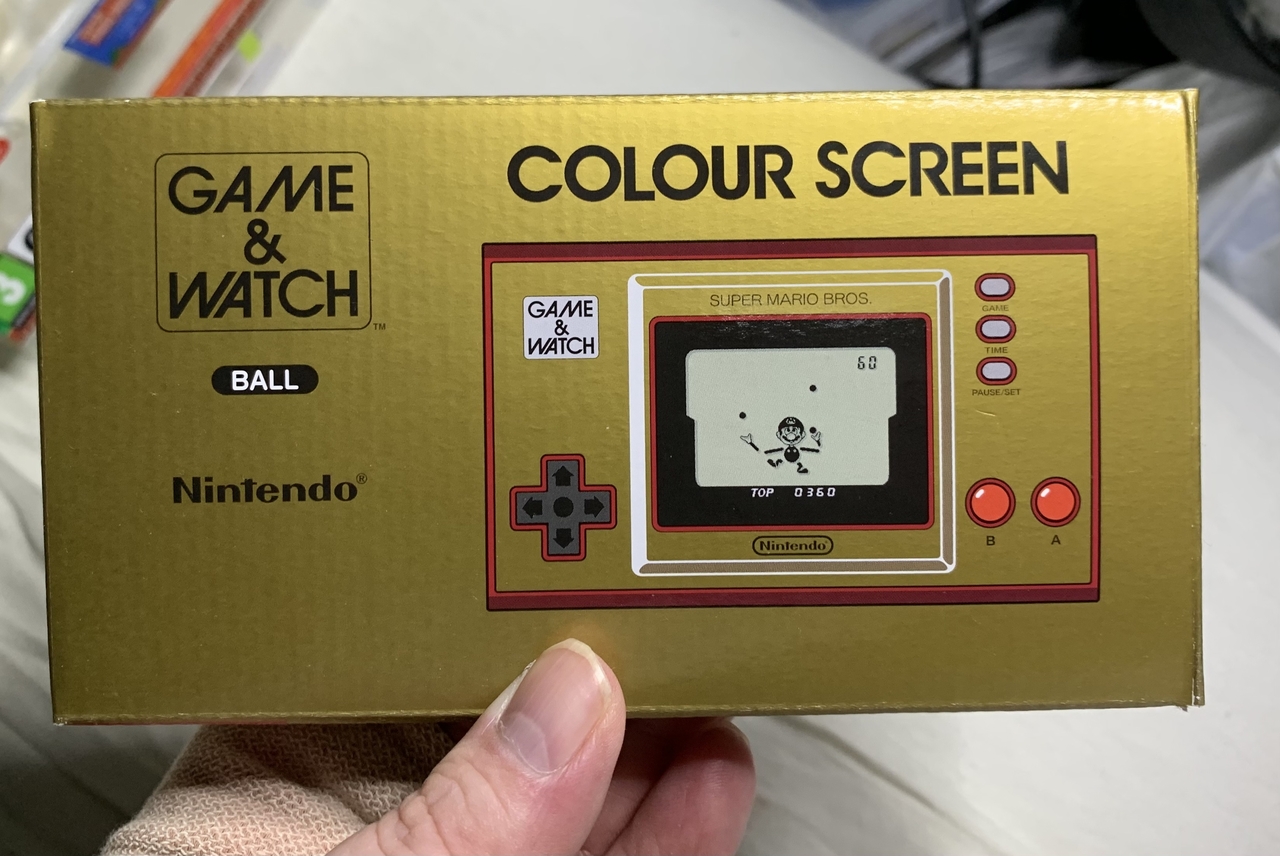 GAME
&
WATCH
TM
BALL
Nintendo®
COLOUR SCREEN
GAME
&
WATCH
SUPER MARIO BROS.
60
TOP 0360
Nintendo
GAME
TIME
PAUSE/SET
B A
3